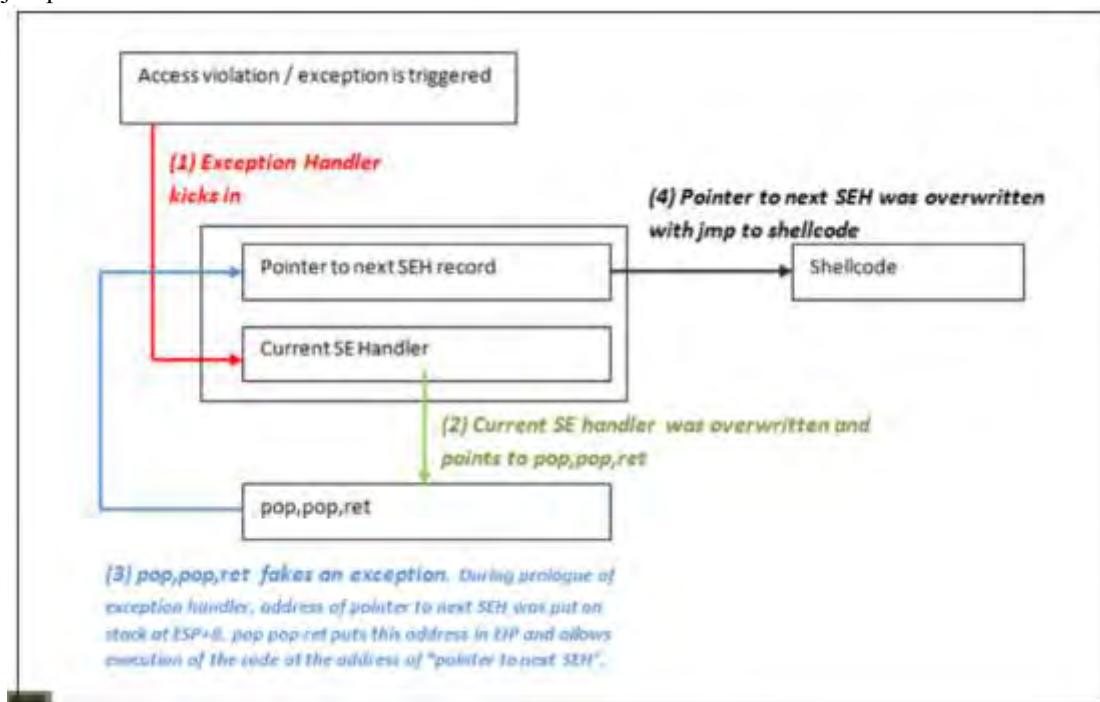 Access violation / exception is triggered
(1) Exception Handler
kicks in
(4) Pointer to next SEH was overwritten
with jmp to shellcode
Pointer to next SEH record
Shellcode
Current SE Handler
(2) Current SE handler was overwritten and
points to pop,pop,ret
pop,pop,ret
(3) pop,pop,ret fakes an exception. During prologue of
exception handler, address of pointer to next SEH was put on
stack at ESP+8. pop pop ret puts this address in EIP and allows
execution of the code at the address of "pointer to next SEH".